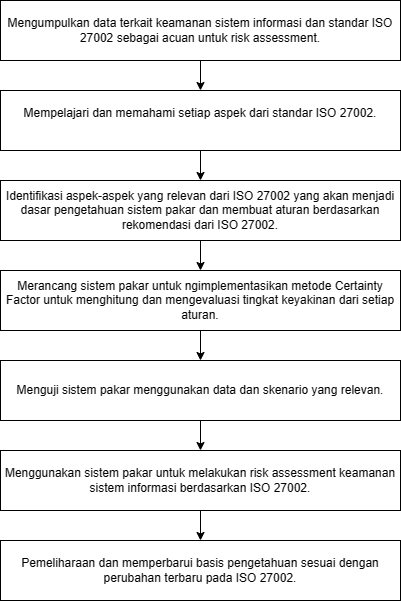 Mengumpulkan data terkait keamanan sistem informasi dan standar ISO
27002 sebagai acuan untuk risk assessment.
Mempelajari dan memahami setiap aspek dari standar ISO 27002.
Identifikasi aspek-aspek yang relevan dari ISO 27002 yang akan menjadi
dasar pengetahuan sistem pakar dan membuat aturan berdasarkan
rekomendasi dari ISO 27002.
Merancang sistem pakar untuk ngimplementasikan metode Certainty
Factor untuk menghitung dan mengevaluasi tingkat keyakinan dari setiap
aturan.
Menguji sistem pakar menggunakan data dan skenario yang relevan.
Menggunakan sistem pakar untuk melakukan risk assessment keamanan
sistem informasi berdasarkan ISO 27002.
Pemeliharaan dan memperbarui basis pengetahuan sesuai dengan
perubahan terbaru pada ISO 27002.